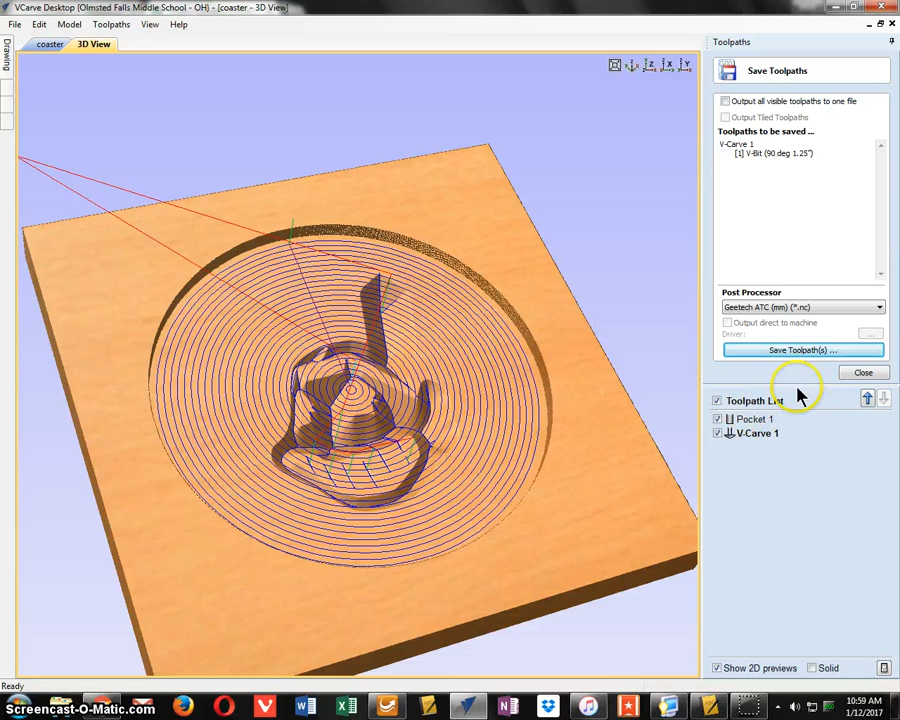 VCarve Desktop (Olmsted Falls Middle School - OH) - [coaster - 3D View]
File Edit Model Toolpaths View Help
coaster 3D View
Drawing
Z X Y
Toolpaths
Save Toolpaths
Output all visible toolpaths to one file
Output Tiled Toolpaths
Toolpaths to be saved ...
V-Carve 1
[1] V-Bit (90 deg 1.25")
Post Processor
Geetech ATC (mm) (*.nc)
Output direct to machine
Driver: ...
Save Toolpath(s) ...
Close
Toolpath List
Pocket 1
V-Carve 1
Show 2D previews Solid
Ready
Screencast-O-Matic.com
10:59 AM
1/12/2017